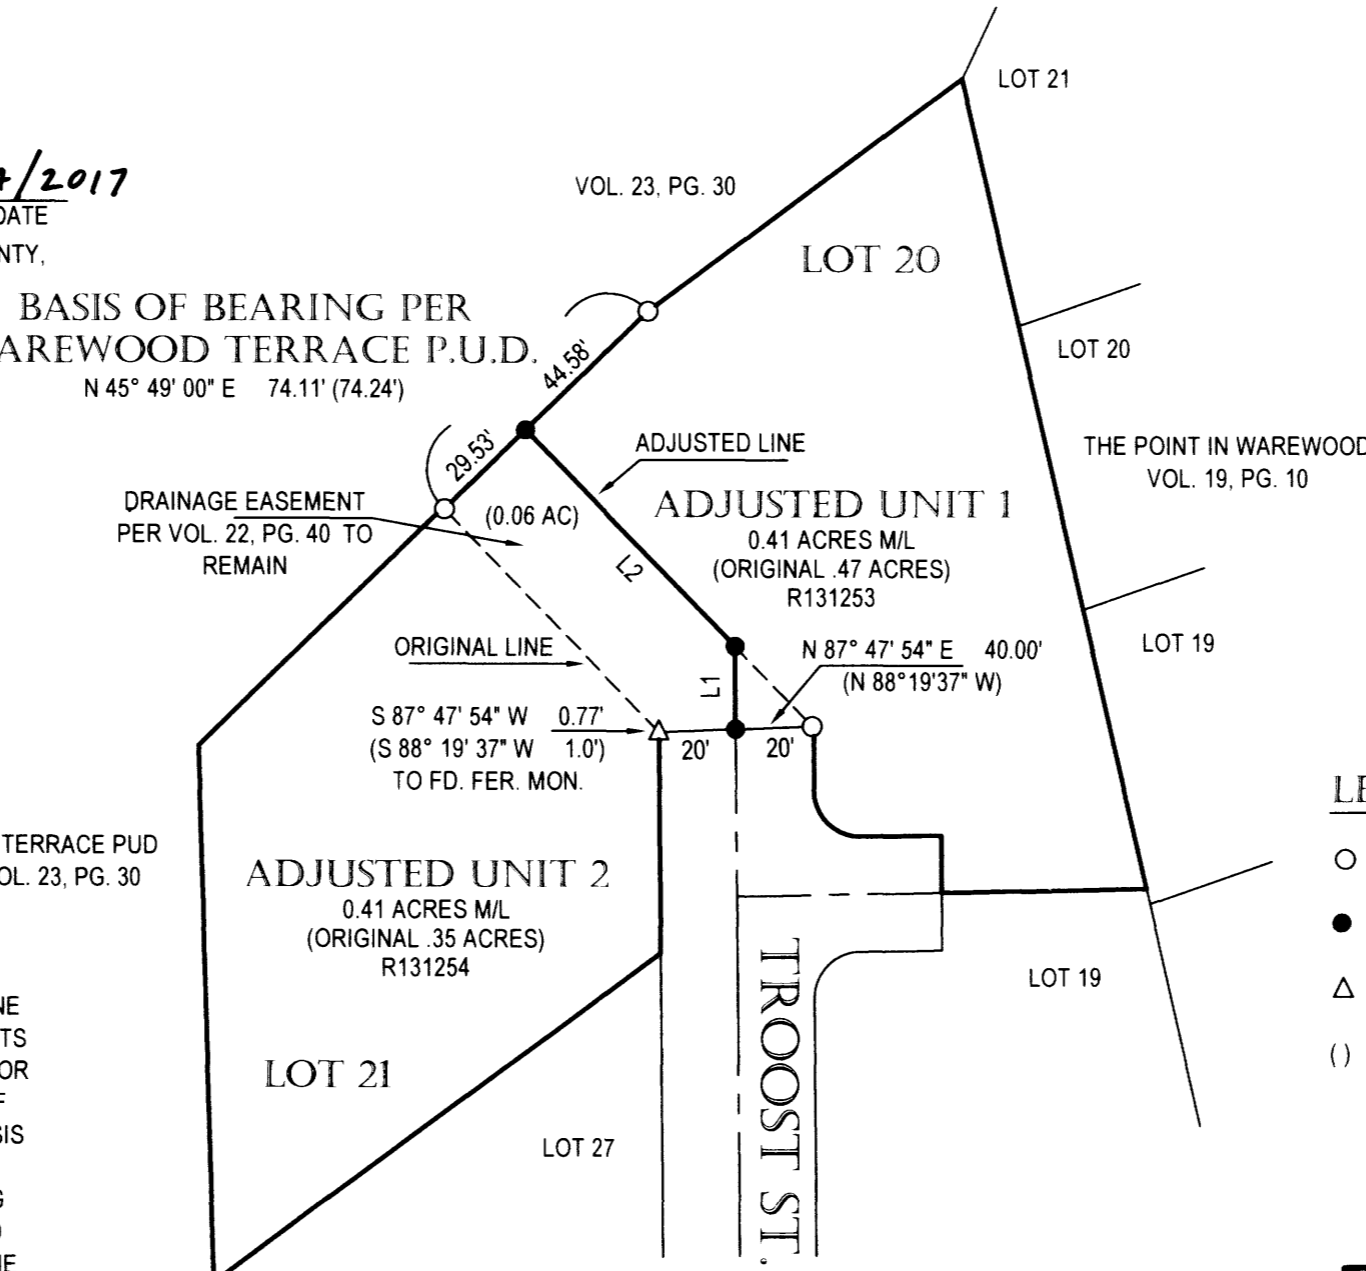 LOT 21
/2017
DATE
NTY,
VOL. 23, PG. 30
LOT 20
BASIS OF BEARING PER
AREWOOD TERRACE P.U.D.
N 45° 49' 00" E 74.11' (74.24')
44.58'
29.53'
LOT 20
ADJUSTED LINE
THE POINT IN WAREWOOD
VOL. 19, PG. 10
DRAINAGE EASEMENT
PER VOL. 22, PG. 40 TO
REMAIN
(0.06 AC)
ADJUSTED UNIT 1
0.41 ACRES M/L
(ORIGINAL .47 ACRES)
R131253
L2
ORIGINAL LINE
N 87° 47' 54" E 40.00'
(N 88°19'37" W)
LOT 19
L1
S 87° 47' 54" W 0.77'
(S 88° 19' 37" W 1.0')
TO FD. FER. MON.
20'
20'
LE
TERRACE PUD
OL. 23, PG. 30
ADJUSTED UNIT 2
0.41 ACRES M/L
(ORIGINAL .35 ACRES)
R131254
LOT 21
TROOST ST.
LOT 19
LOT 27
()
NE
TS
OR
F
SIS
G